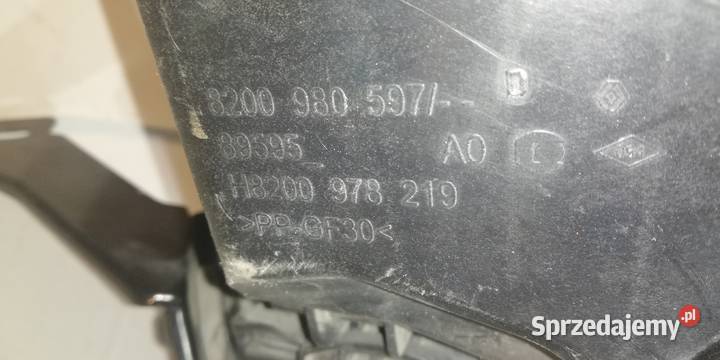 8200 980 597/--
89595_ A0
H8200 978 219
>PP-GF30<
Sprzedajemy.pl